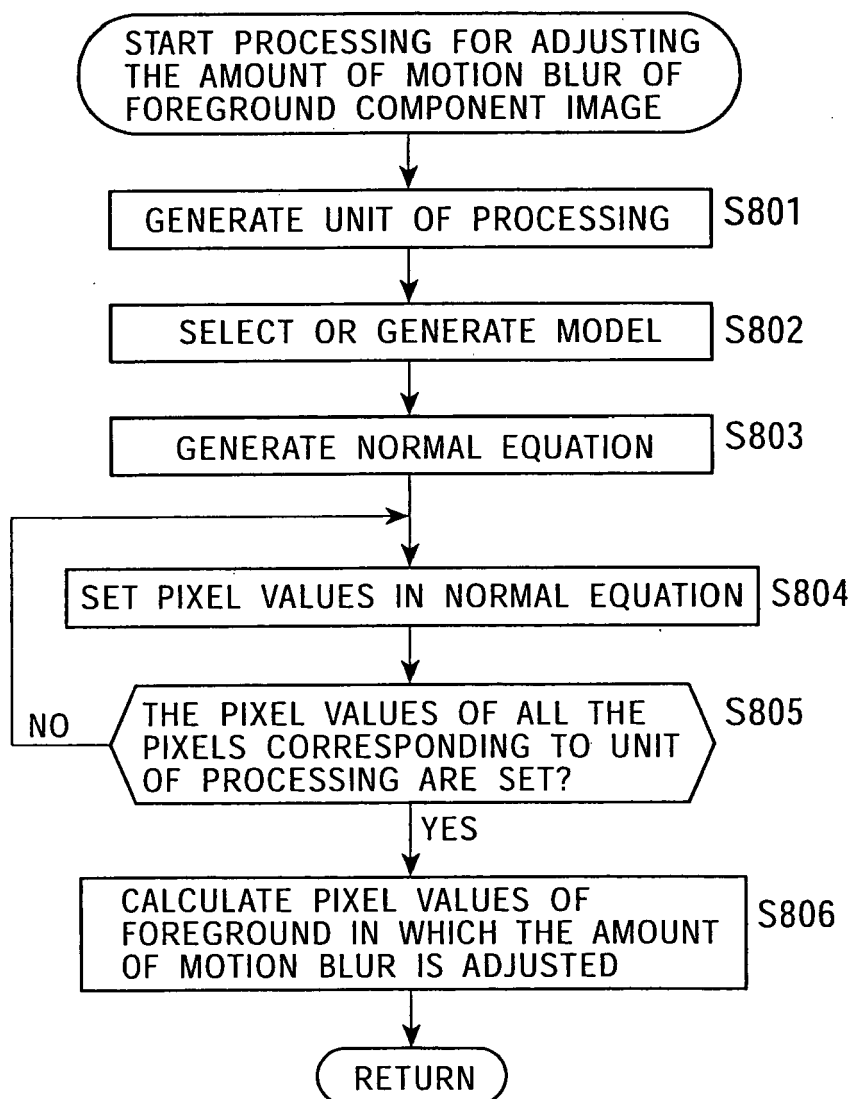 START PROCESSING FOR ADJUSTING
THE AMOUNT OF MOTION BLUR OF
FOREGROUND COMPONENT IMAGE
GENERATE UNIT OF PROCESSING
S801
SELECT OR GENERATE MODEL
S802
GENERATE NORMAL EQUATION
S803
SET PIXEL VALUES IN NORMAL EQUATION
S804
THE PIXEL VALUES OF ALL THE
PIXELS CORRESPONDING TO UNIT
OF PROCESSING ARE SET?
S805
NO
YES
CALCULATE PIXEL VALUES OF
FOREGROUND IN WHICH THE AMOUNT
OF MOTION BLUR IS ADJUSTED
S806
RETURN